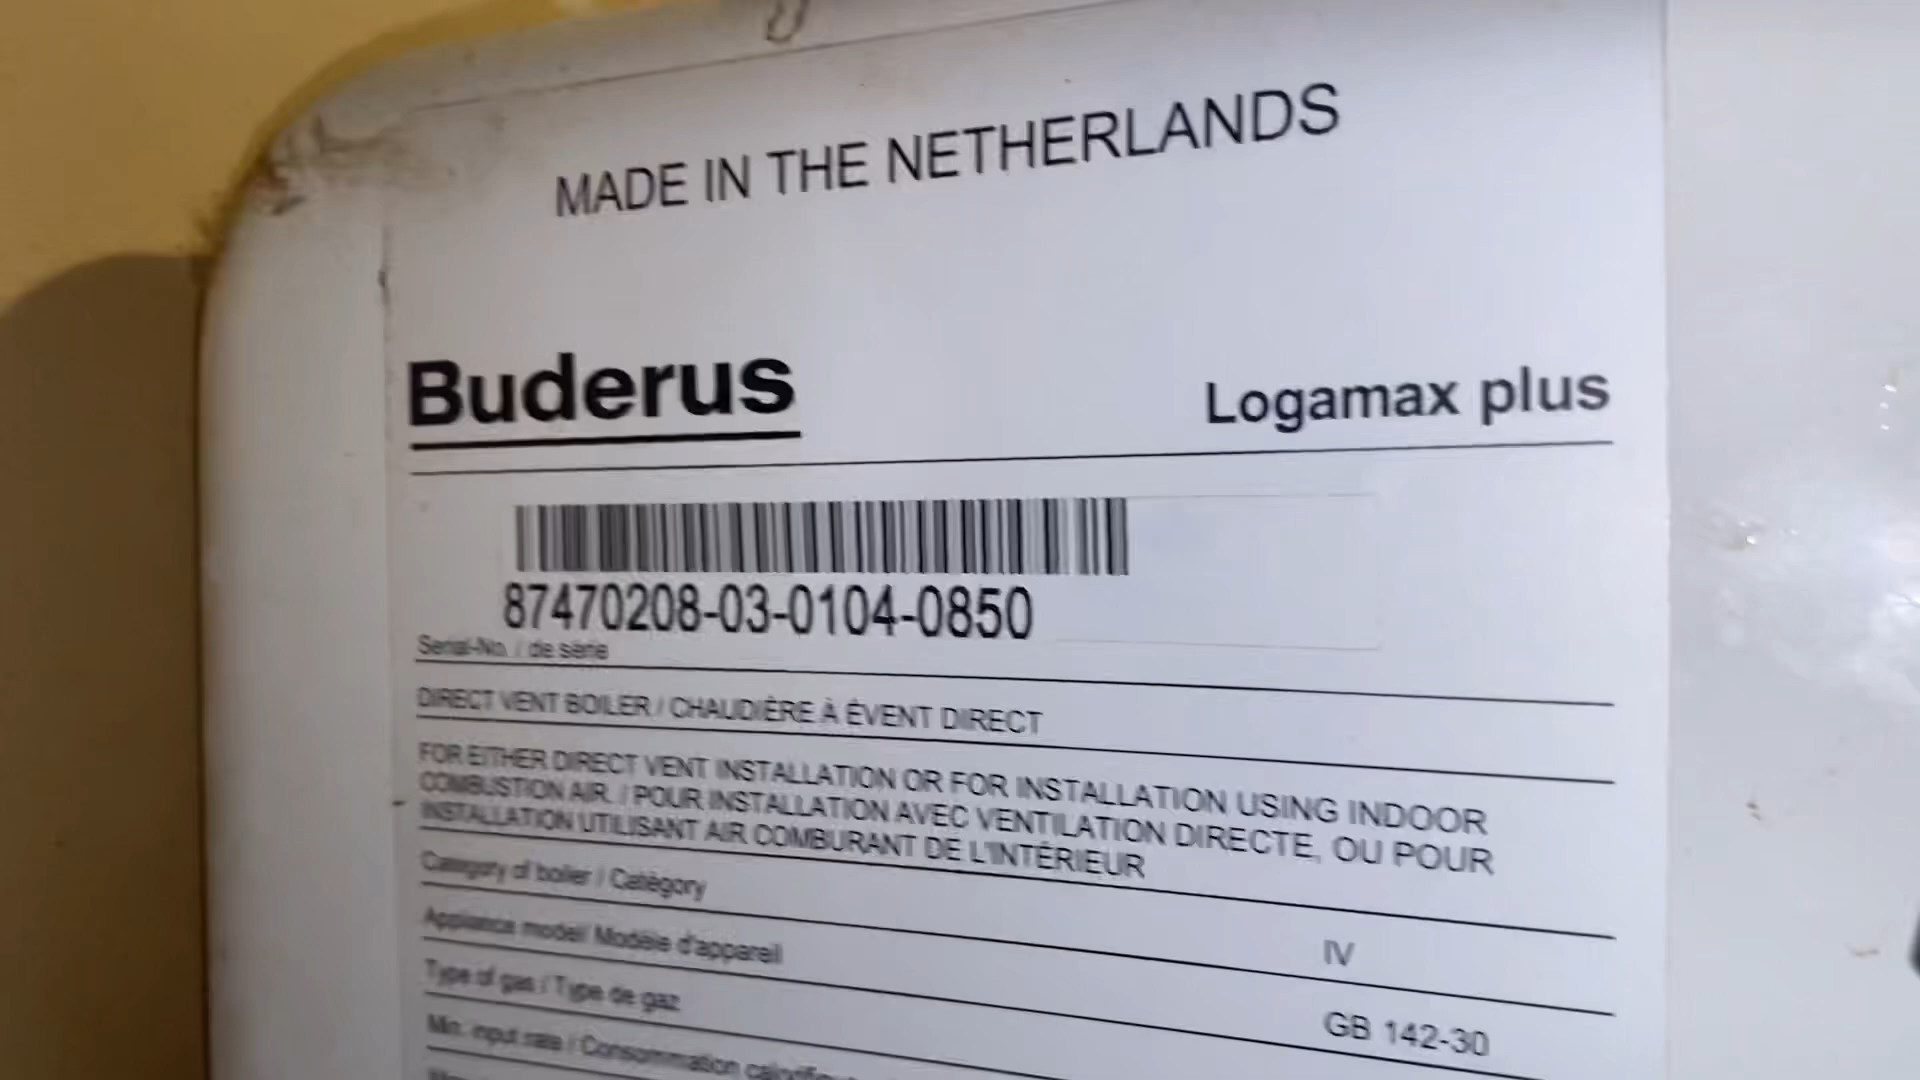 MADE IN THE NETHERLANDS
Buderus Logamax plus
87470208-03-0104-0850
Serial-No. / de série
DIRECT VENT BOILER / CHAUDIÈRE À ÉVENT DIRECT
FOR EITHER DIRECT VENT INSTALLATION OR FOR INSTALLATION USING INDOOR
COMBUSTION AIR. / POUR INSTALLATION AVEC VENTILATION DIRECTE, OU POUR
INSTALLATION UTILISANT AIR COMBURANT DE L'INTÉRIEUR
Category of boiler / Catégory IV
Appliance model/ Modèle d'appareil GB 142-30
Type of gas / Type de gaz
Min. input rate / Consommation